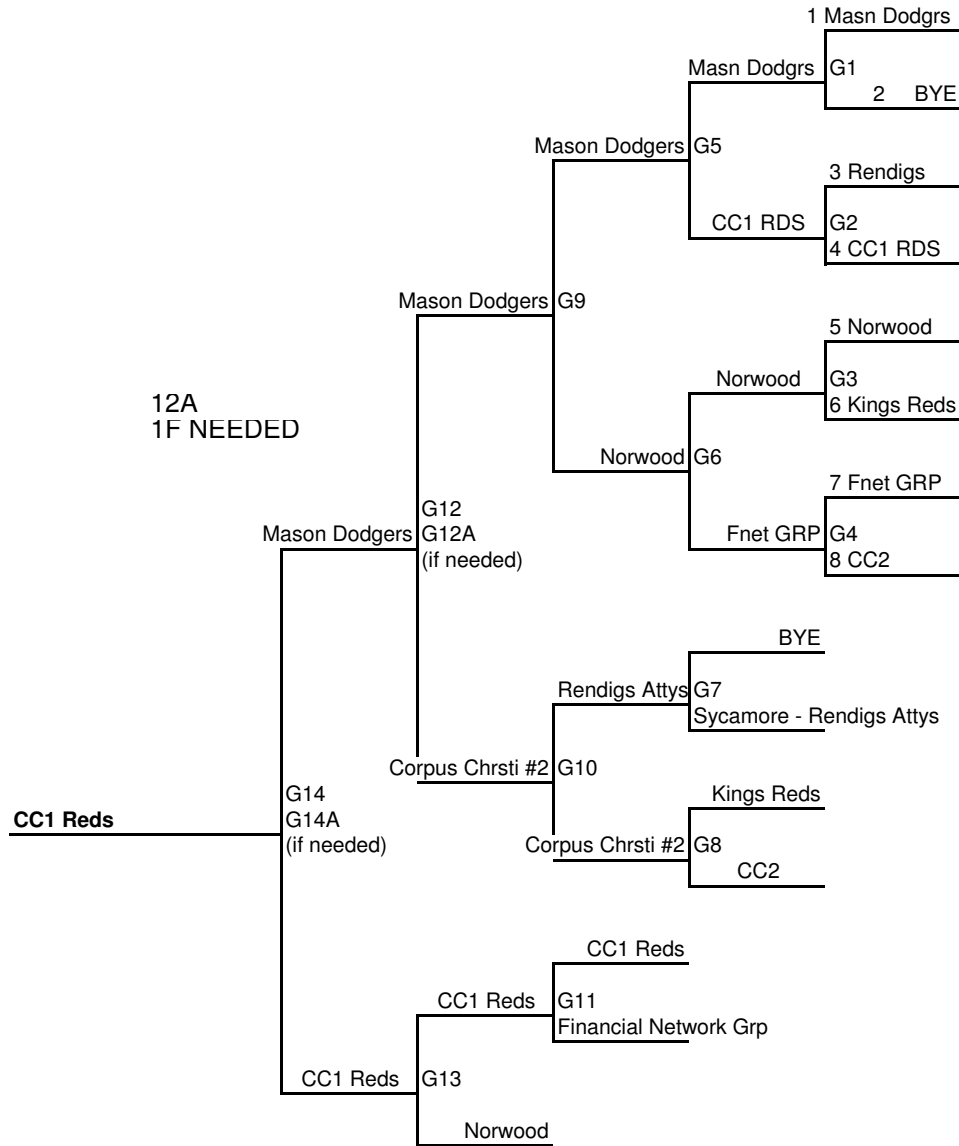 1 Masn Dodgrs
Masn Dodgrs
G1
2 BYE
Mason Dodgers
G5
3 Rendigs
CC1 RDS
G2
4 CC1 RDS
Mason Dodgers
G9
5 Norwood
Norwood
G3
6 Kings Reds
12A
1F NEEDED
Norwood
G6
7 Fnet GRP
Mason Dodgers
G12
G12A
(if needed)
Fnet GRP
G4
8 CC2
BYE
Rendigs Attys
G7
Sycamore - Rendigs Attys
Corpus Chrsti #2
G10
Kings Reds
CC1 Reds
G14
G14A
(if needed)
Corpus Chrsti #2
G8
CC2
CC1 Reds
CC1 Reds
G11
Financial Network Grp
CC1 Reds
G13
Norwood